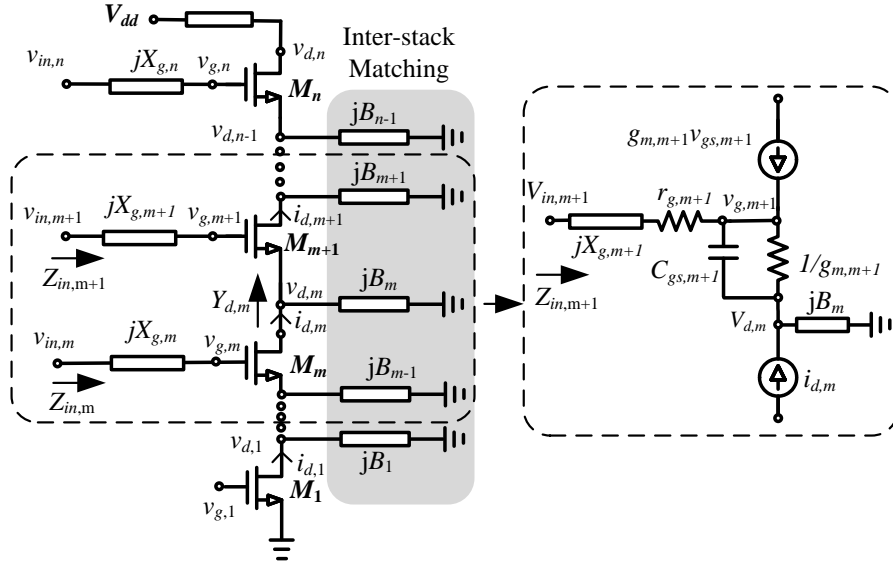 V_dd
v_in,n
jX_g,n
v_g,n
v_d,n
M_n
Inter-stack
Matching
v_d,n-1
jB_n-1
jB_m+1
v_in,m+1
jX_g,m+1
v_g,m+1
i_d,m+1
M_m+1
Z_in,m+1
Y_d,m
v_d,m
jB_m
i_d,m
v_in,m
jX_g,m
v_g,m
M_m
Z_in,m
jB_m-1
v_d,1
jB_1
i_d,1
v_g,1
M_1
g_m,m+1v_gs,m+1
V_in,m+1
r_g,m+1
v_g,m+1
jX_g,m+1
C_gs,m+1
1/g_m,m+1
Z_in,m+1
jB_m
V_d,m
i_d,m